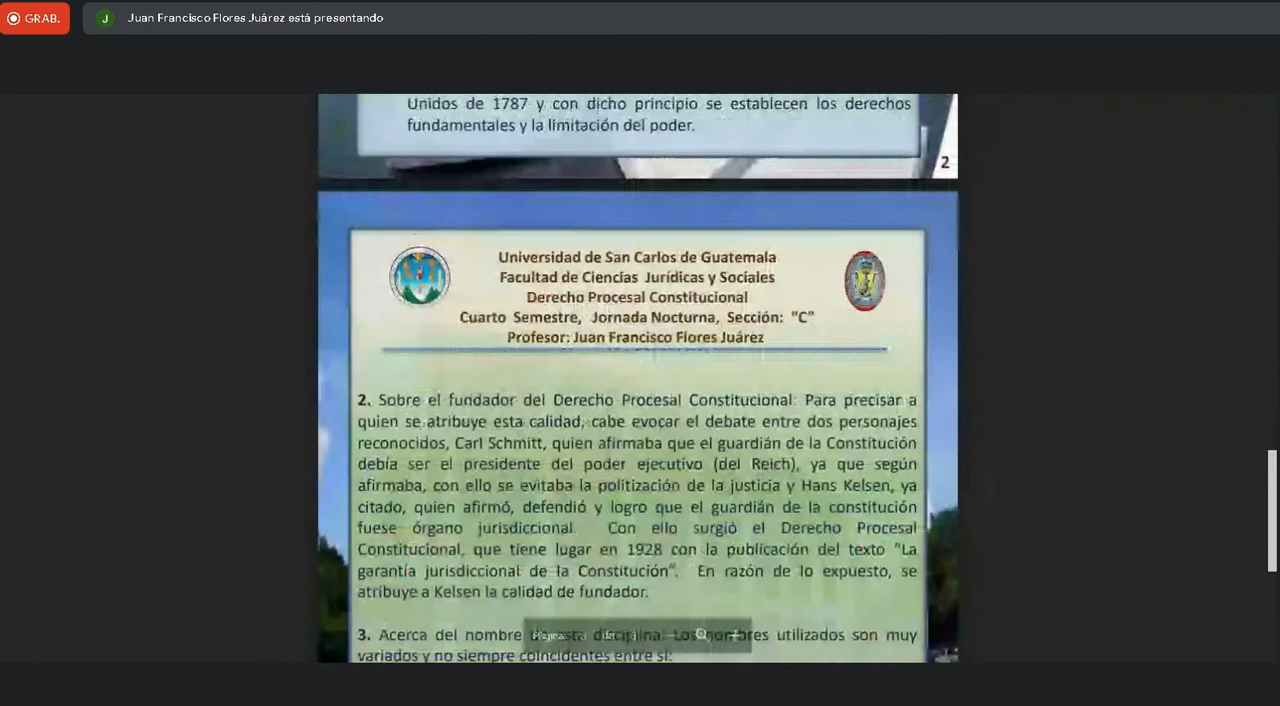 GRAB.
J
Juan Francisco Flores Juárez está presentando
Unidos de 1787 y con dicho principio se establecen los derechos
fundamentales y la limitación del poder.
2
Universidad de San Carlos de Guatemala
Facultad de Ciencias Jurídicas y Sociales
Derecho Procesal Constitucional
Cuarto Semestre, Jornada Nocturna, Sección: "C"
Profesor: Juan Francisco Flores Juárez
2. Sobre el fundador del Derecho Procesal Constitucional: Para precisar a
quien se atribuye esta calidad, cabe evocar el debate entre dos personajes
reconocidos, Carl Schmitt, quien afirmaba que el guardián de la Constitución
debía ser el presidente del poder ejecutivo (del Reich), ya que según
afirmaba, con ello se evitaba la politización de la justicia y Hans Kelsen, ya
citado, quien afirmó, defendió y logro que el guardián de la constitución
fuese órgano jurisdiccional. Con ello surgió el Derecho Procesal
Constitucional, que tiene lugar en 1928 con la publicación del texto "La
garantía jurisdiccional de la Constitución". En razón de lo expuesto, se
atribuye a Kelsen la calidad de fundador.
3. Acerca del nombre de esta disciplina: Los nombres utilizados son muy
variados y no siempre coincidentes entre sí: